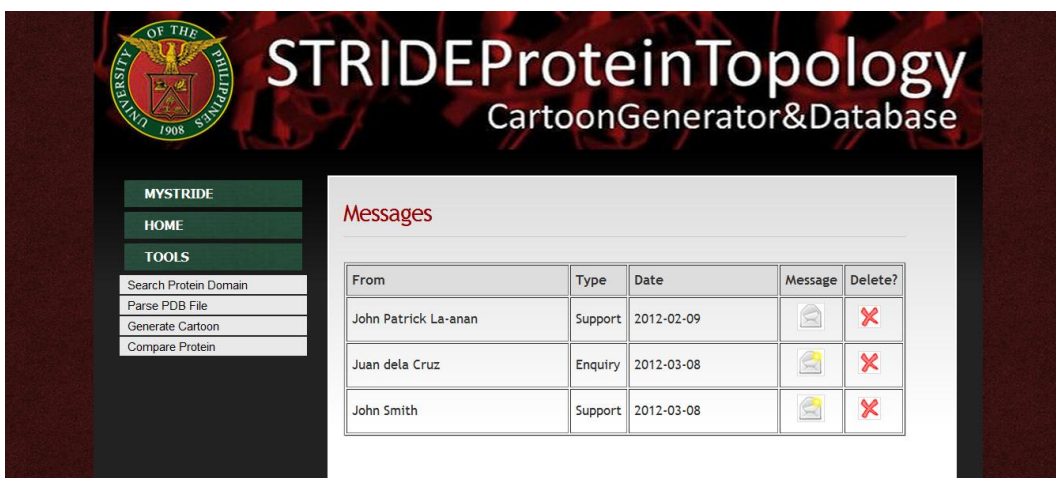 UNIVERSITY OF THE PHILIPPINES
1908
STRIDEProteinTopology
CartoonGenerator&Database
MYSTRIDE
HOME
TOOLS
Search Protein Domain
Parse PDB File
Generate Cartoon
Compare Protein
Messages
From Type Date Message Delete?
John Patrick La-anan Support 2012-02-09
Juan dela Cruz Enquiry 2012-03-08
John Smith Support 2012-03-08